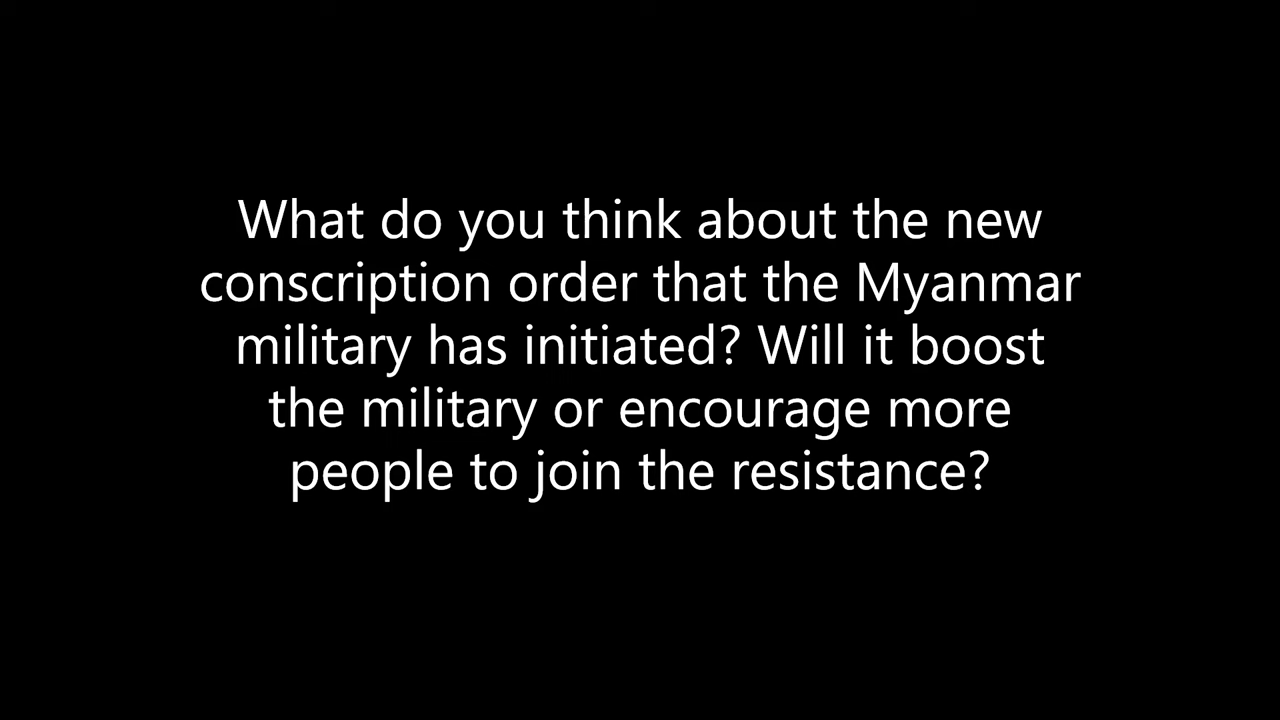 What do you think about the new
conscription order that the Myanmar
military has initiated? Will it boost
the military or encourage more
people to join the resistance?